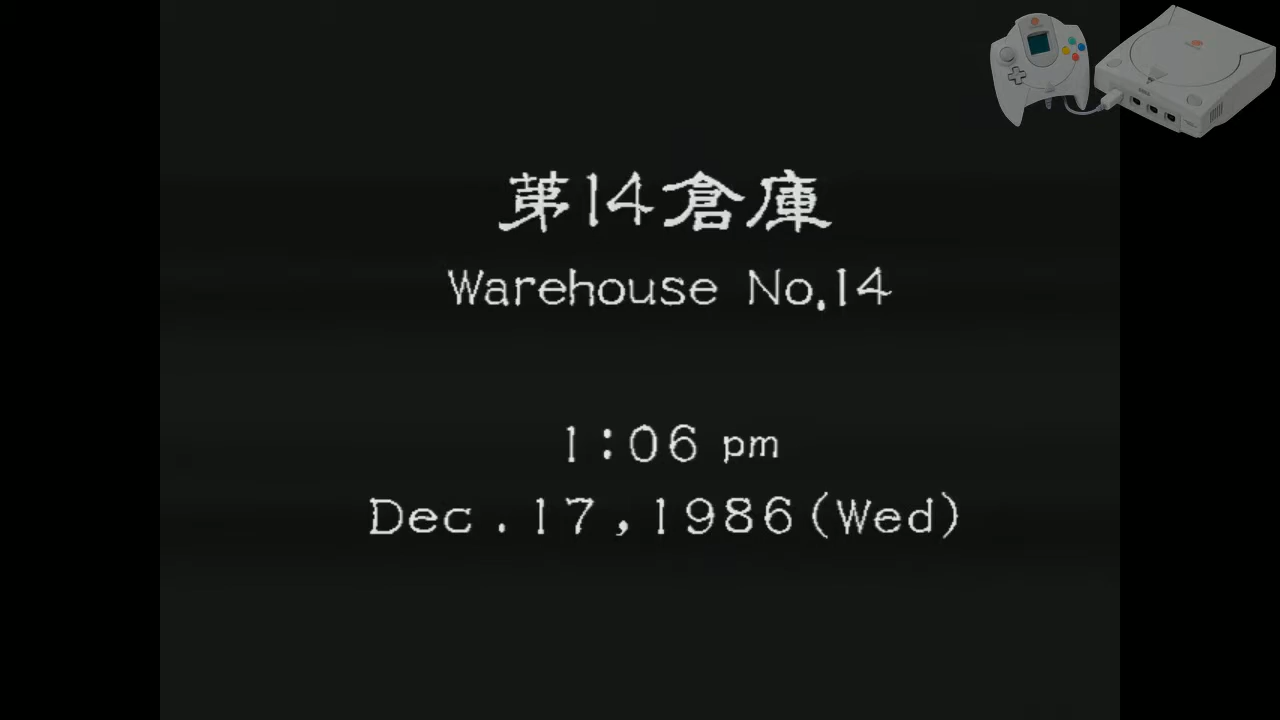 第14倉庫
Warehouse No.14
1:06 pm
Dec.17,1986(Wed)